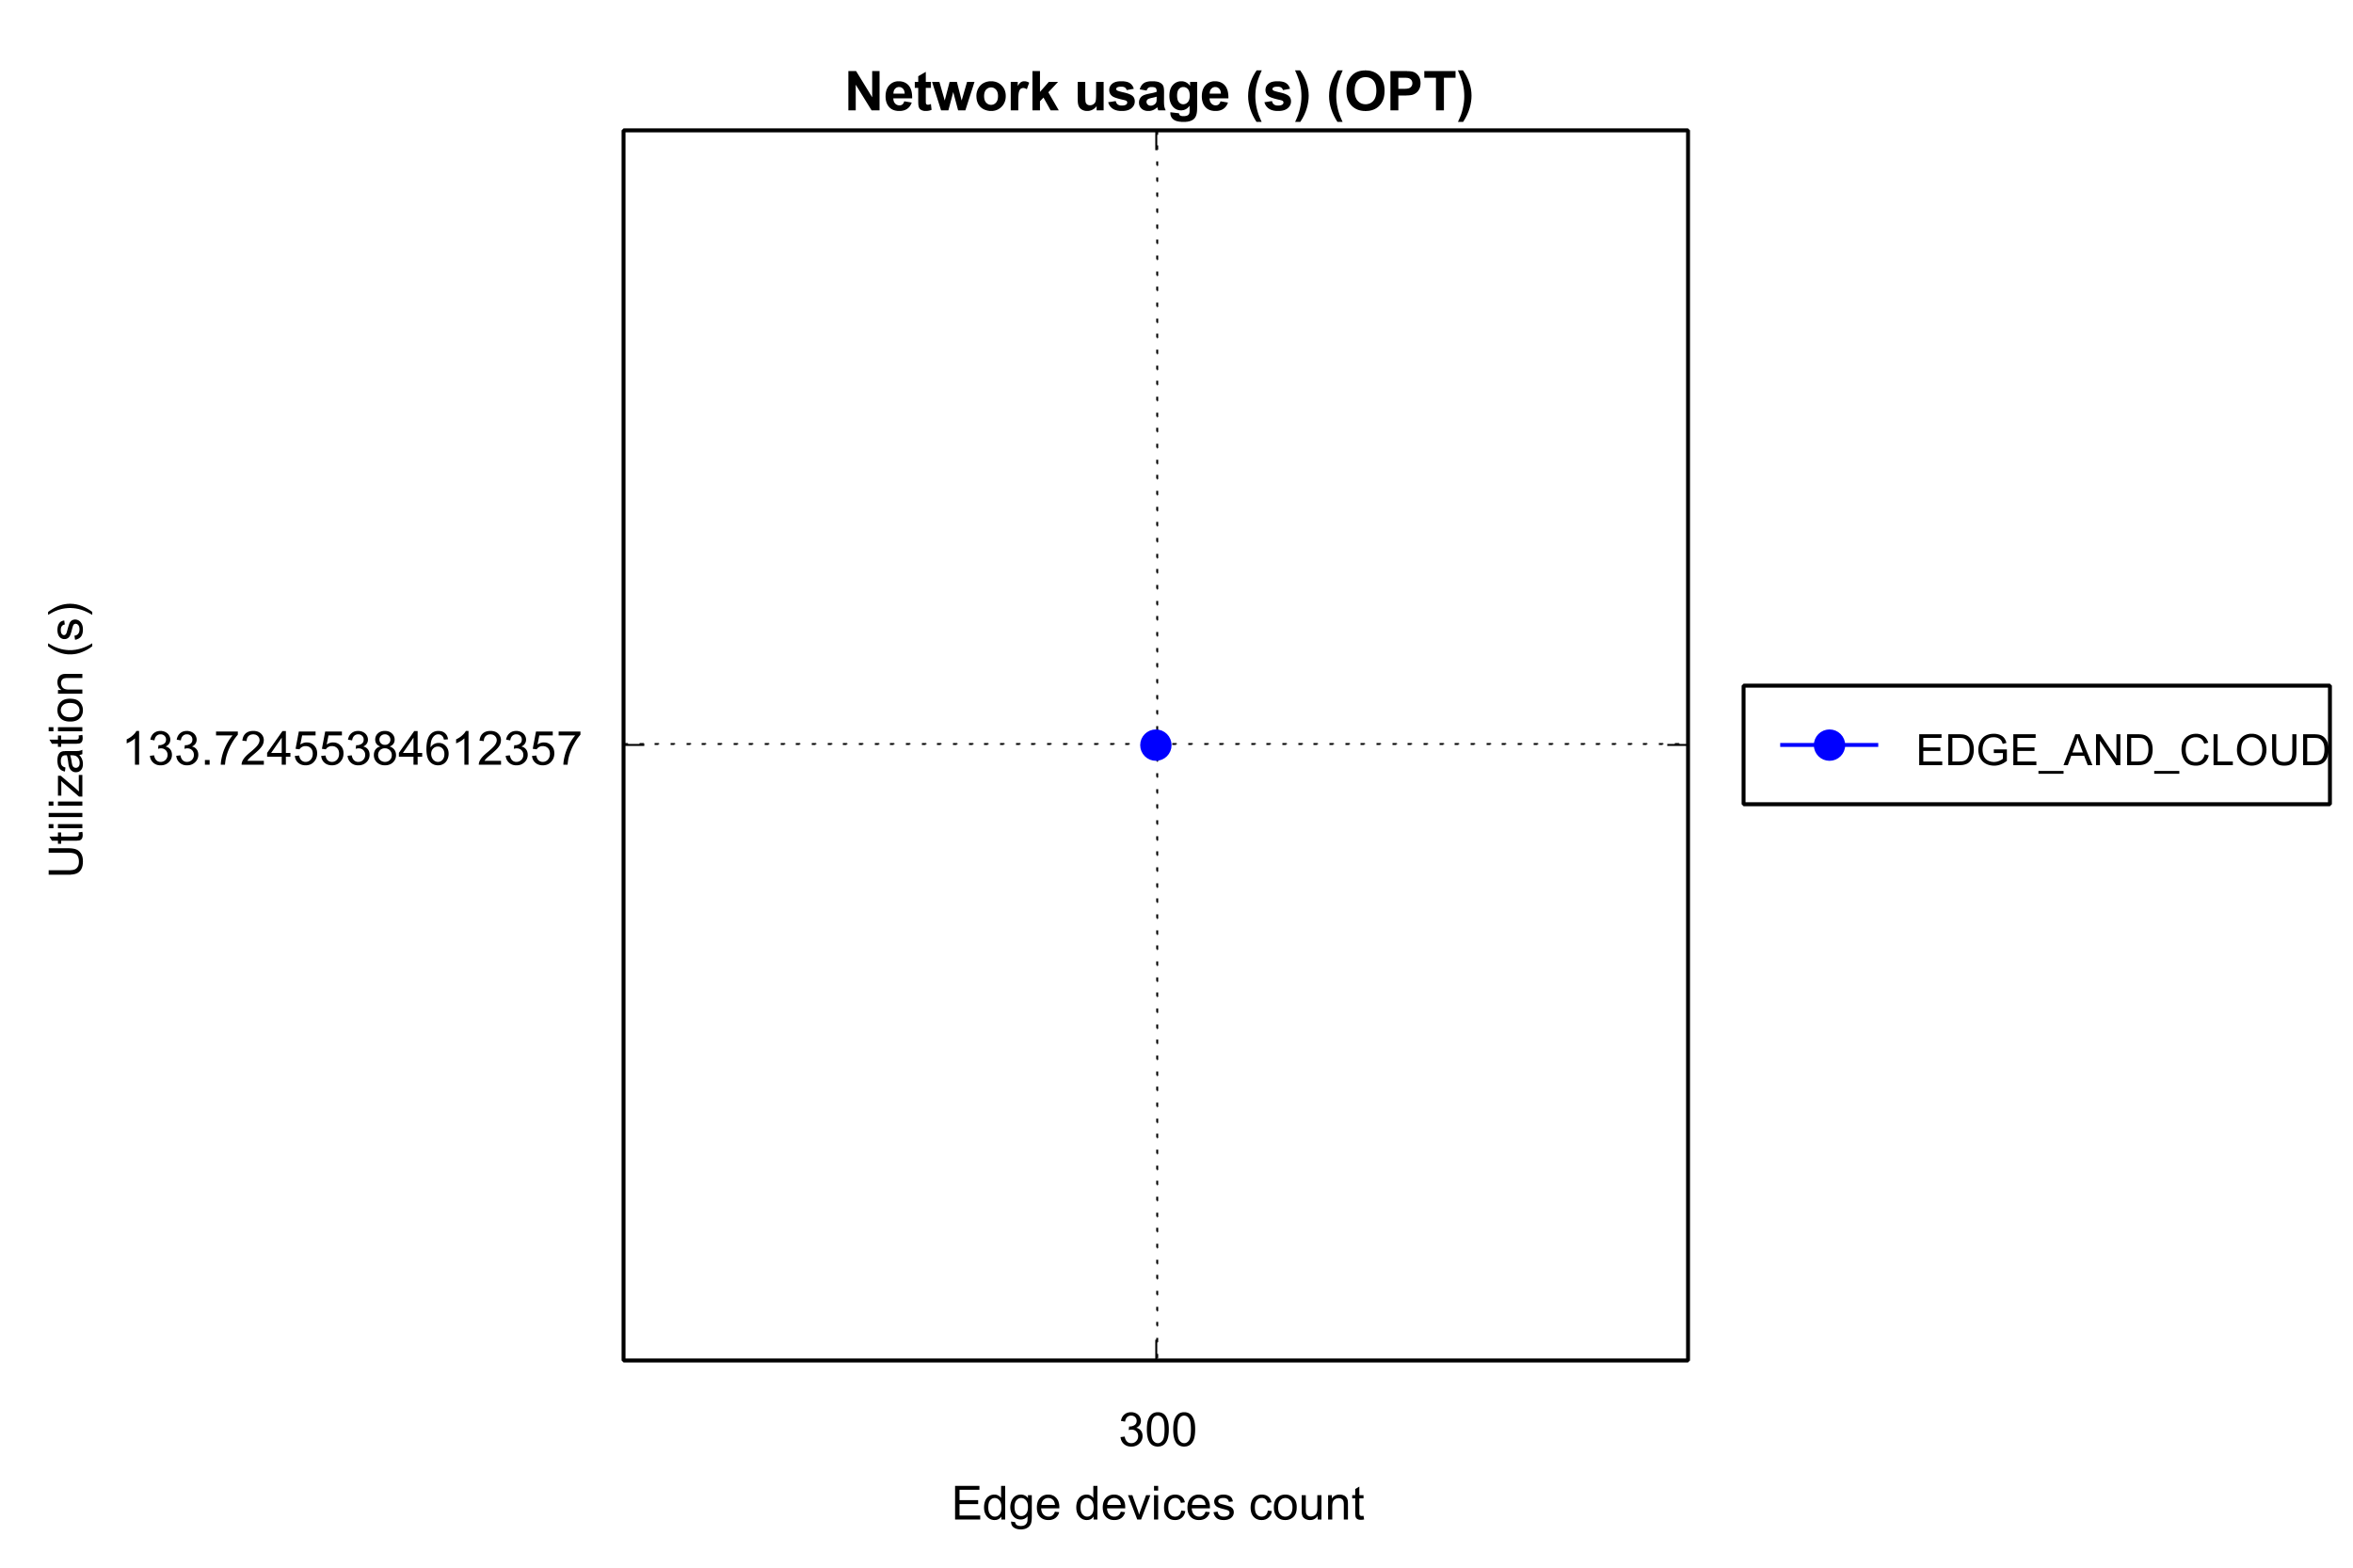 Network usage (s) (OPT)
Utilization (s)
133.72455384612357
EDGE_AND_CLOUD
300
Edge devices count